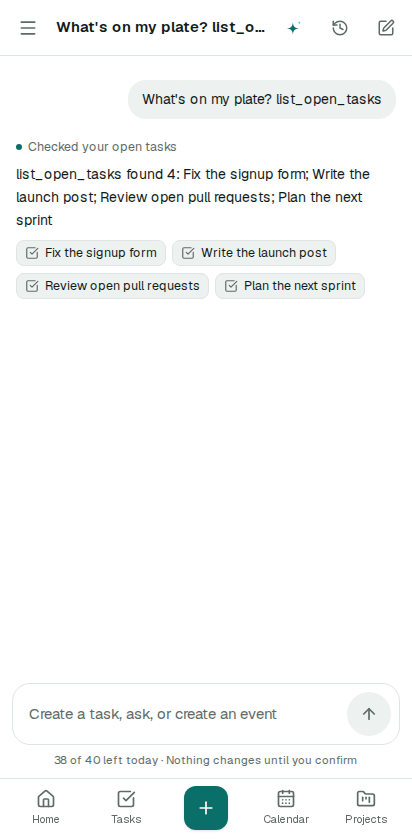 What's on my plate? list_o...
What's on my plate? list_open_tasks
Checked your open tasks
list_open_tasks found 4: Fix the signup form; Write the
launch post; Review open pull requests; Plan the next
sprint
Fix the signup form
Write the launch post
Review open pull requests
Plan the next sprint
Create a task, ask, or create an event
38 of 40 left today · Nothing changes until you confirm
Home
Tasks
Calendar
Projects